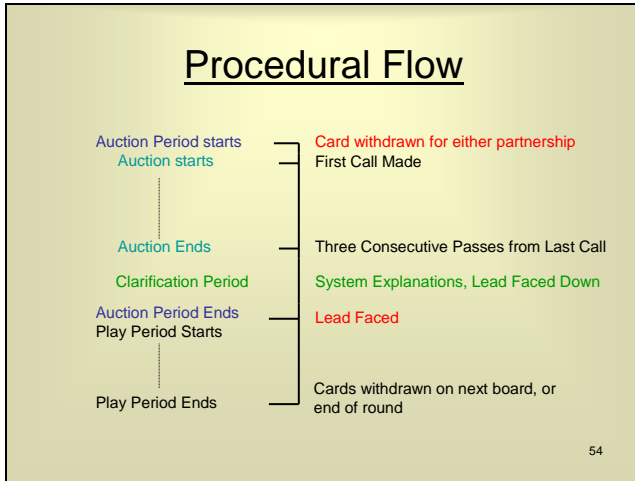 Procedural Flow
Auction Period starts
Card withdrawn for either partnership
Auction starts
First Call Made
Auction Ends
Three Consecutive Passes from Last Call
Clarification Period
System Explanations, Lead Faced Down
Auction Period Ends
Lead Faced
Play Period Starts
Cards withdrawn on next board, or
end of round
Play Period Ends
54